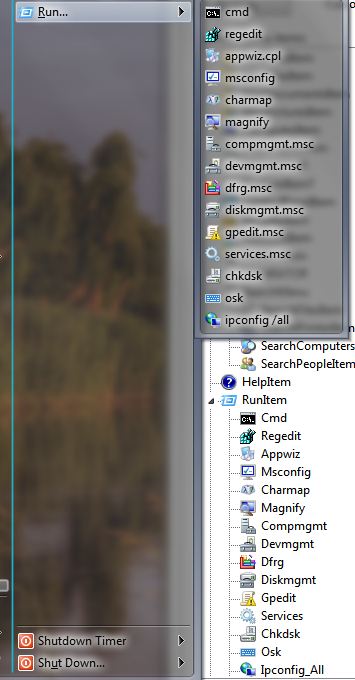 Run...
cmd
regedit
appwiz.cpl
msconfig
charmap
magnify
compmgmt.msc
devmgmt.msc
dfrg.msc
diskmgmt.msc
gpedit.msc
services.msc
chkdsk
osk
ipconfig /all
SearchComputers
SearchPeopleItem
HelpItem
RunItem
Cmd
Regedit
Appwiz
Msconfig
Charmap
Magnify
Compmgmt
Devmgmt
Dfrg
Diskmgmt
Gpedit
Services
Chkdsk
Osk
Ipconfig_All
Shutdown Timer
Shut Down...